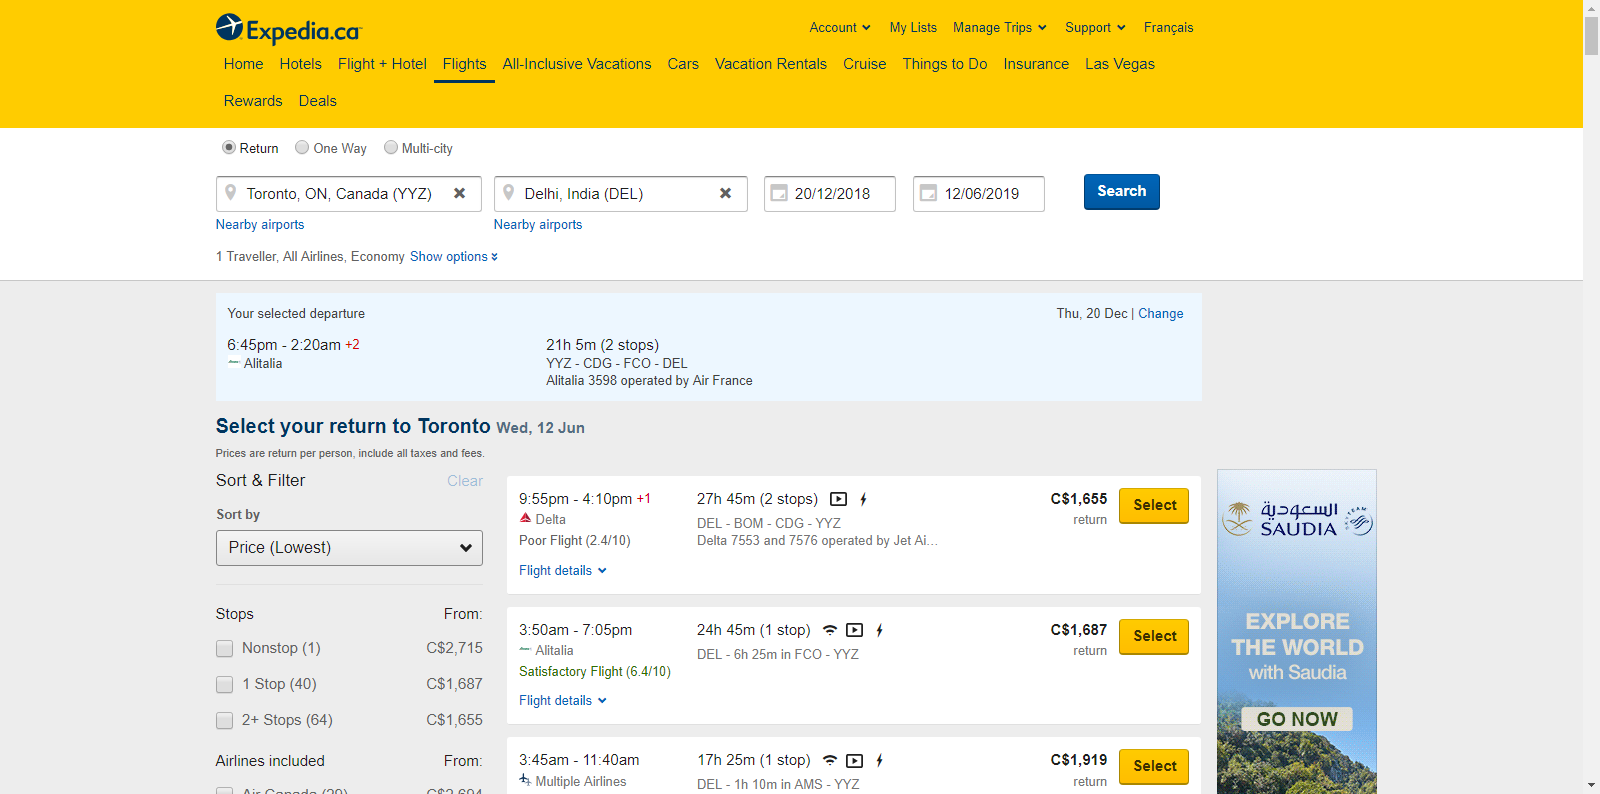 Expedia.ca
Account
My Lists
Manage Trips
Support
Français
Home
Hotels
Flight + Hotel
Flights
All-Inclusive Vacations
Cars
Vacation Rentals
Cruise
Things to Do
Insurance
Las Vegas
Rewards
Deals
Return
One Way
Multi-city
Toronto, ON, Canada (YYZ)
Delhi, India (DEL)
20/12/2018
12/06/2019
Search
Nearby airports
Nearby airports
1 Traveller, All Airlines, Economy Show options
Your selected departure
Thu, 20 Dec | Change
6:45pm - 2:20am +2
Alitalia
21h 5m (2 stops)
YYZ - CDG - FCO - DEL
Alitalia 3598 operated by Air France
Select your return to Toronto Wed, 12 Jun
Prices are return per person, include all taxes and fees.
Sort & Filter
Clear
Sort by
Price (Lowest)
Stops
From:
Nonstop (1)
C$2,715
1 Stop (40)
C$1,687
2+ Stops (64)
C$1,655
Airlines included
From:
9:55pm - 4:10pm +1
Delta
Poor Flight (2.4/10)
Flight details
27h 45m (2 stops)
DEL - BOM - CDG - YYZ
Delta 7553 and 7576 operated by Jet Ai...
C$1,655
return
Select
3:50am - 7:05pm
Alitalia
Satisfactory Flight (6.4/10)
Flight details
24h 45m (1 stop)
DEL - 6h 25m in FCO - YYZ
C$1,687
return
Select
3:45am - 11:40am
Multiple Airlines
17h 25m (1 stop)
DEL - 1h 10m in AMS - YYZ
C$1,919
return
Select
السعودية
SAUDIA
EXPLORE
THE WORLD
with Saudia
GO NOW